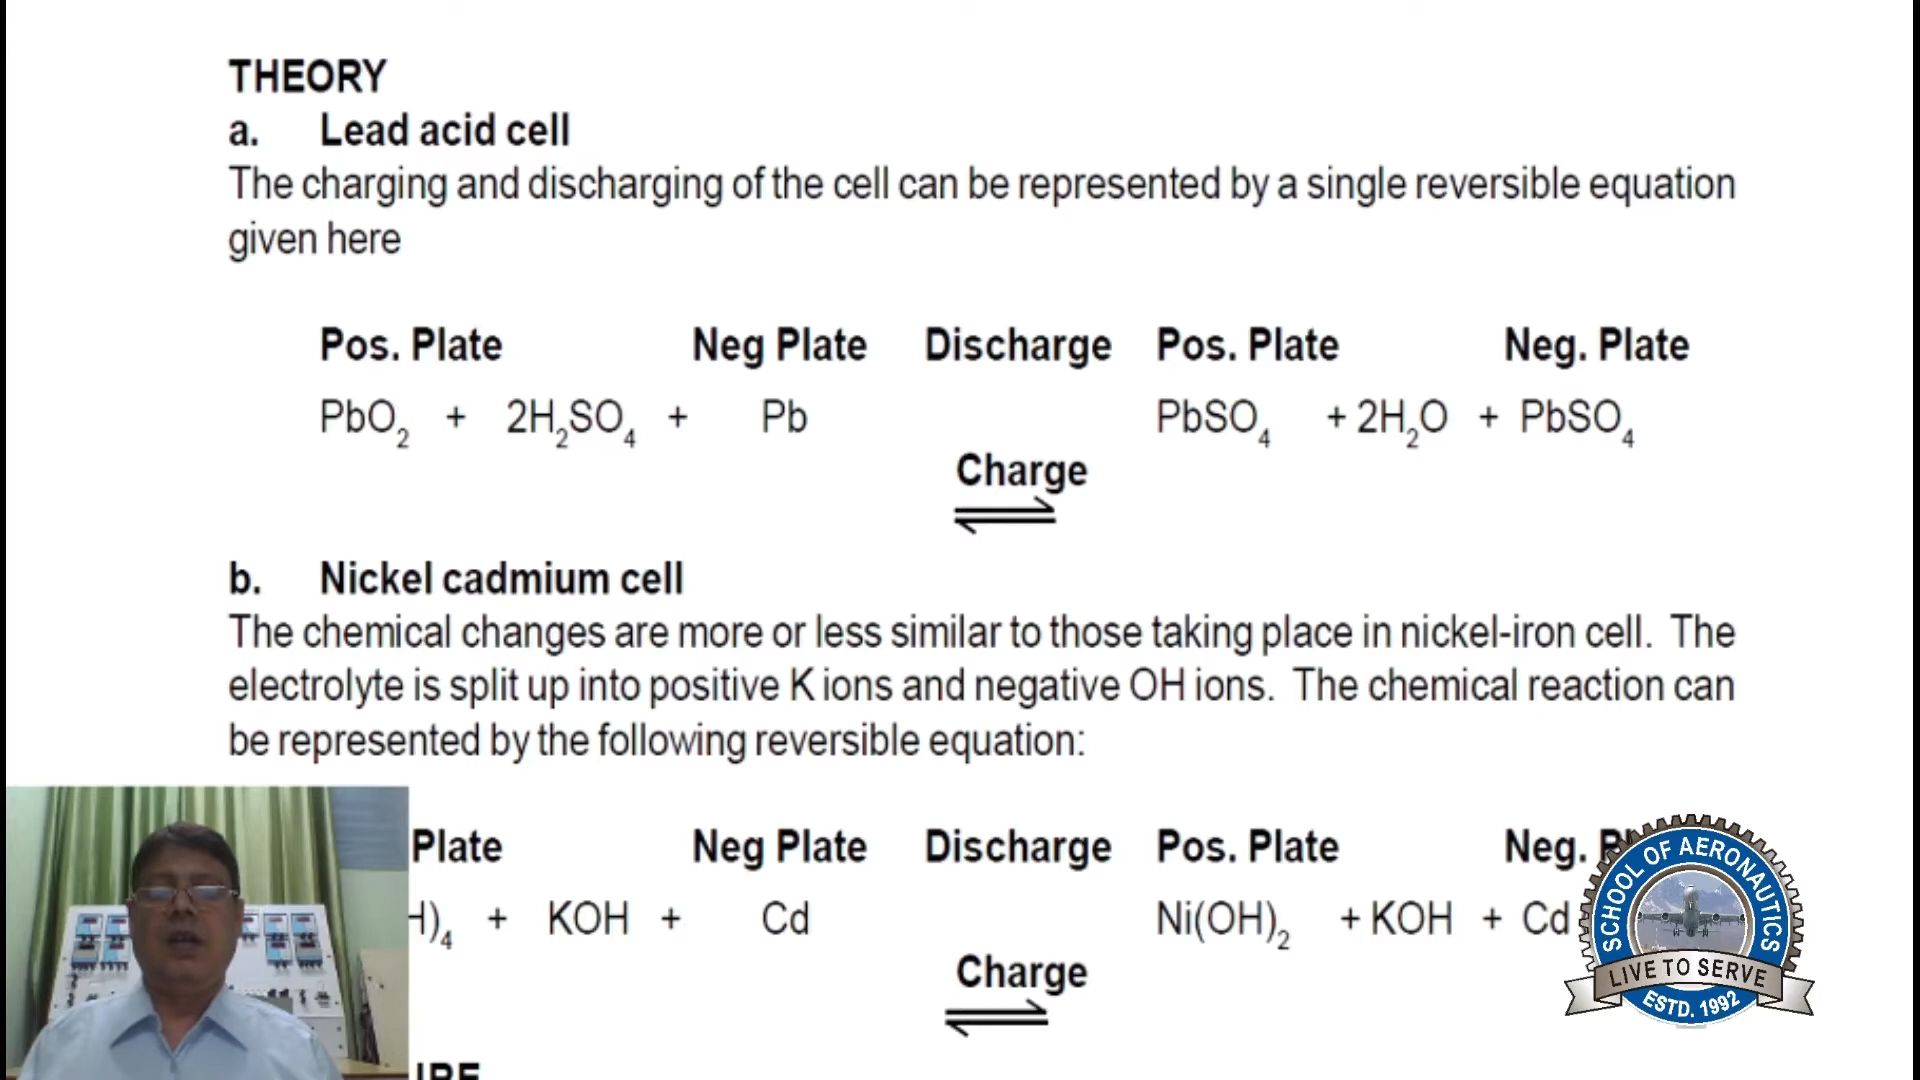 THEORY
a. Lead acid cell
The charging and discharging of the cell can be represented by a single reversible equation
given here
Pos. Plate Neg Plate Discharge Pos. Plate Neg. Plate
PbO₂ + 2H₂SO₄ + Pb PbSO₄ + 2H₂O + PbSO₄
Charge
b. Nickel cadmium cell
The chemical changes are more or less similar to those taking place in nickel-iron cell. The
electrolyte is split up into positive K ions and negative OH ions. The chemical reaction can
be represented by the following reversible equation:
Plate Neg Plate Discharge Pos. Plate Neg.
H)₄ + KOH + Cd Ni(OH)₂ + KOH + Cd
Charge
SCHOOL OF AERONAUTICS
LIVE TO SERVE
ESTD. 1992